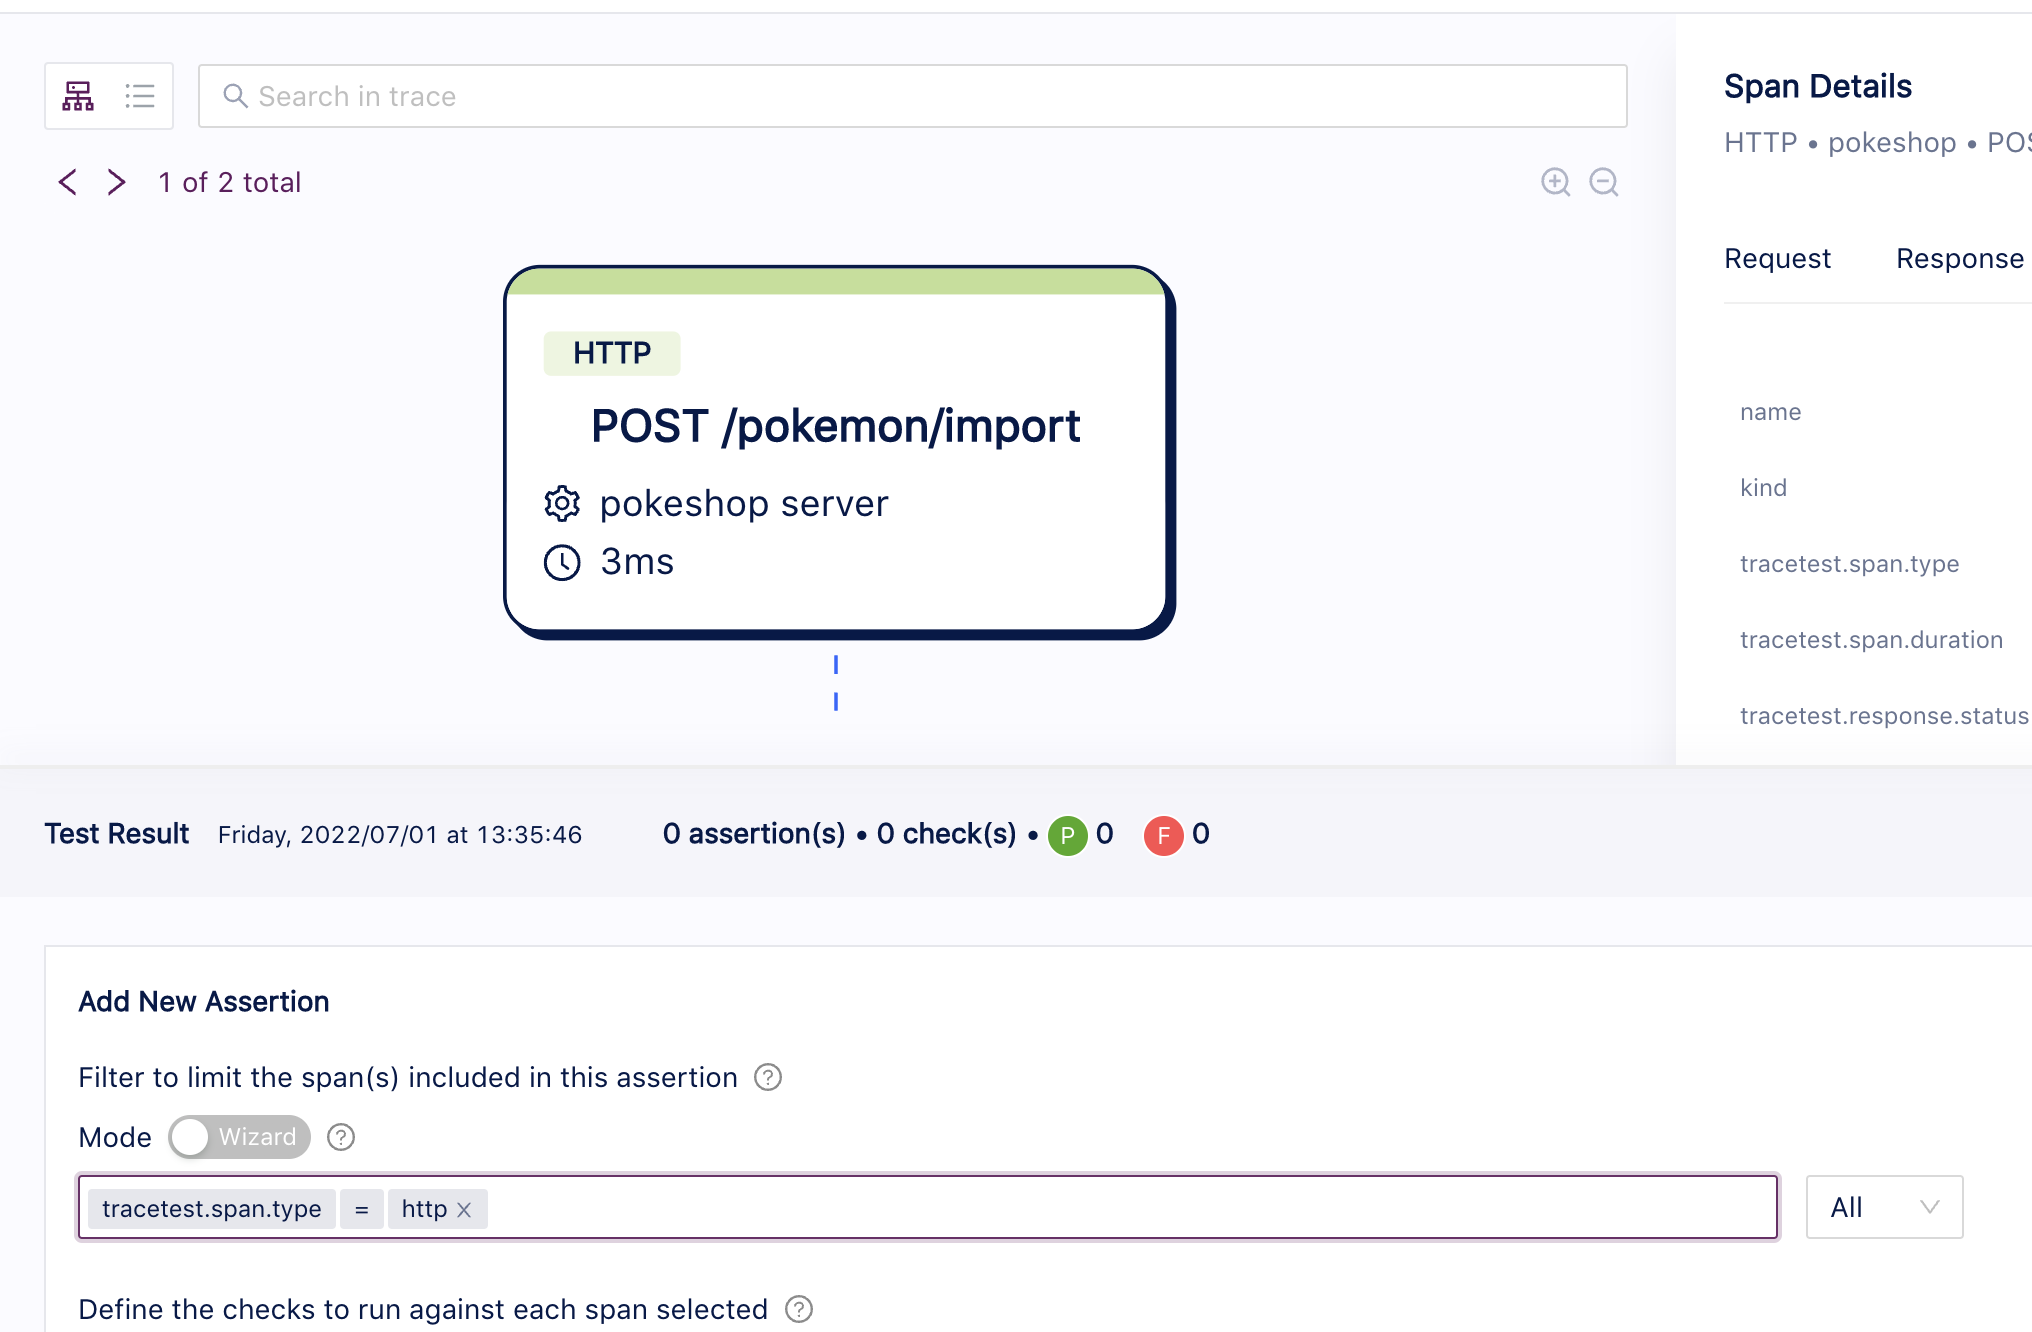 Search in trace
1 of 2 total
HTTP
POST /pokemon/import
pokeshop server
3ms
Span Details
HTTP • pokeshop • POS
Request Response
name
kind
tracetest.span.type
tracetest.span.duration
tracetest.response.status
Test Result Friday, 2022/07/01 at 13:35:46 0 assertion(s) • 0 check(s) • P 0 F 0
Add New Assertion
Filter to limit the span(s) included in this assertion ?
Mode Wizard ?
tracetest.span.type = http All
Define the checks to run against each span selected ?